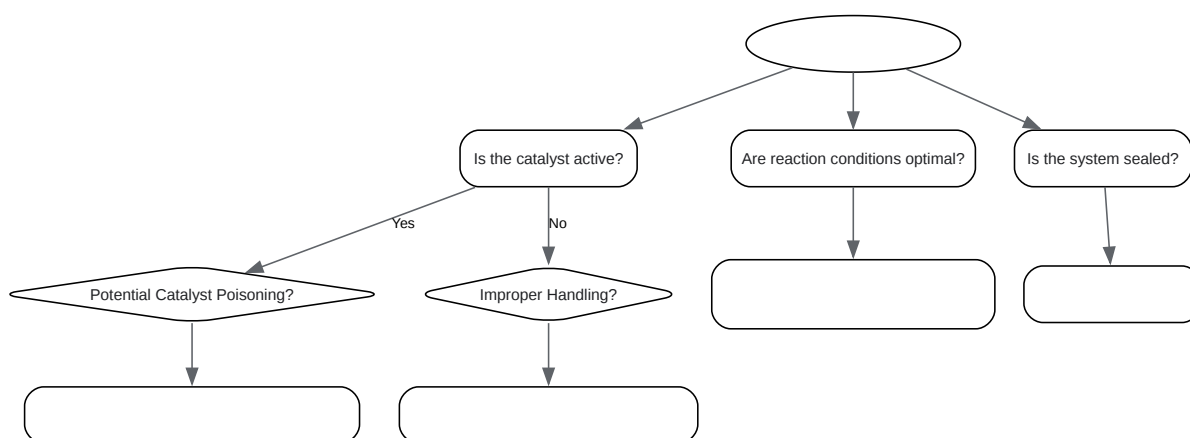 Is the catalyst active?
Are reaction conditions optimal?
Is the system sealed?
Yes
No
Potential Catalyst Poisoning?
Improper Handling?